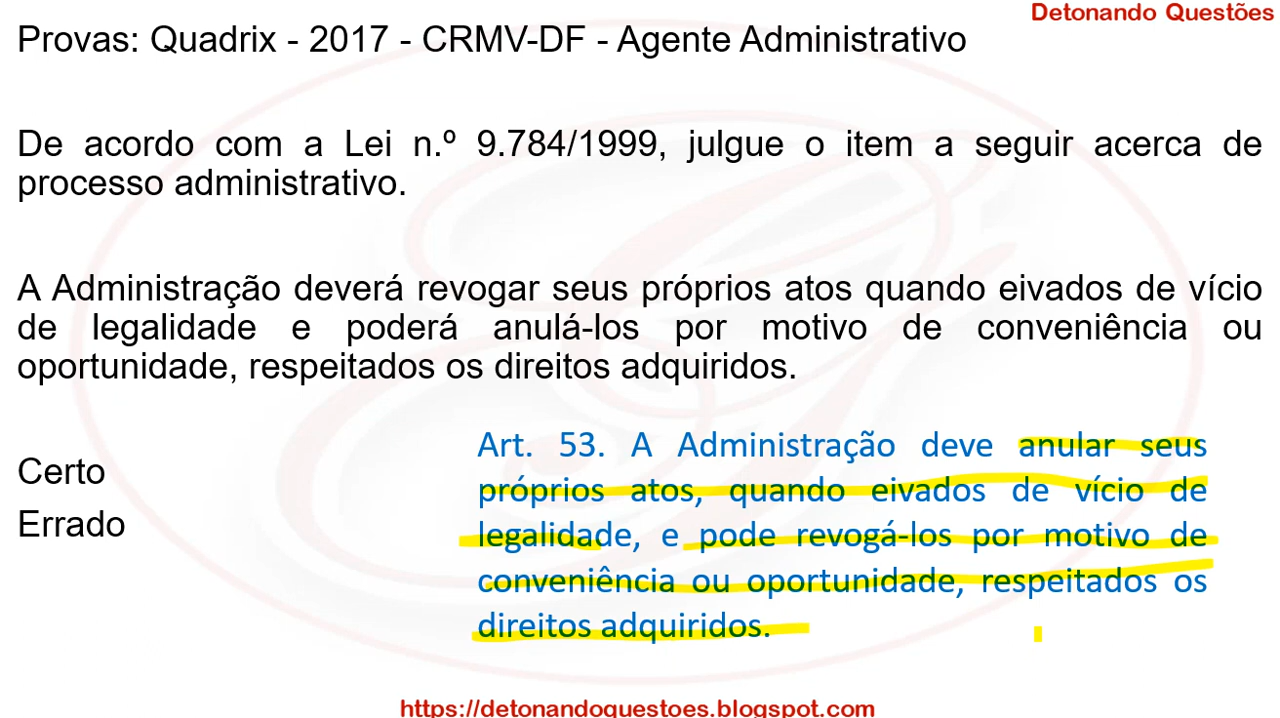 Detonando Questões
Provas: Quadrix - 2017 - CRMV-DF - Agente Administrativo
De acordo com a Lei n.º 9.784/1999, julgue o item a seguir acerca de
processo administrativo.
A Administração deverá revogar seus próprios atos quando eivados de vício
de legalidade e poderá anulá-los por motivo de conveniência ou
oportunidade, respeitados os direitos adquiridos.
Certo
Errado
Art. 53. A Administração deve anular seus
próprios atos, quando eivados de vício de
legalidade, e pode revogá-los por motivo de
conveniência ou oportunidade, respeitados os
direitos adquiridos.
https://detonandoquestoes.blogspot.com